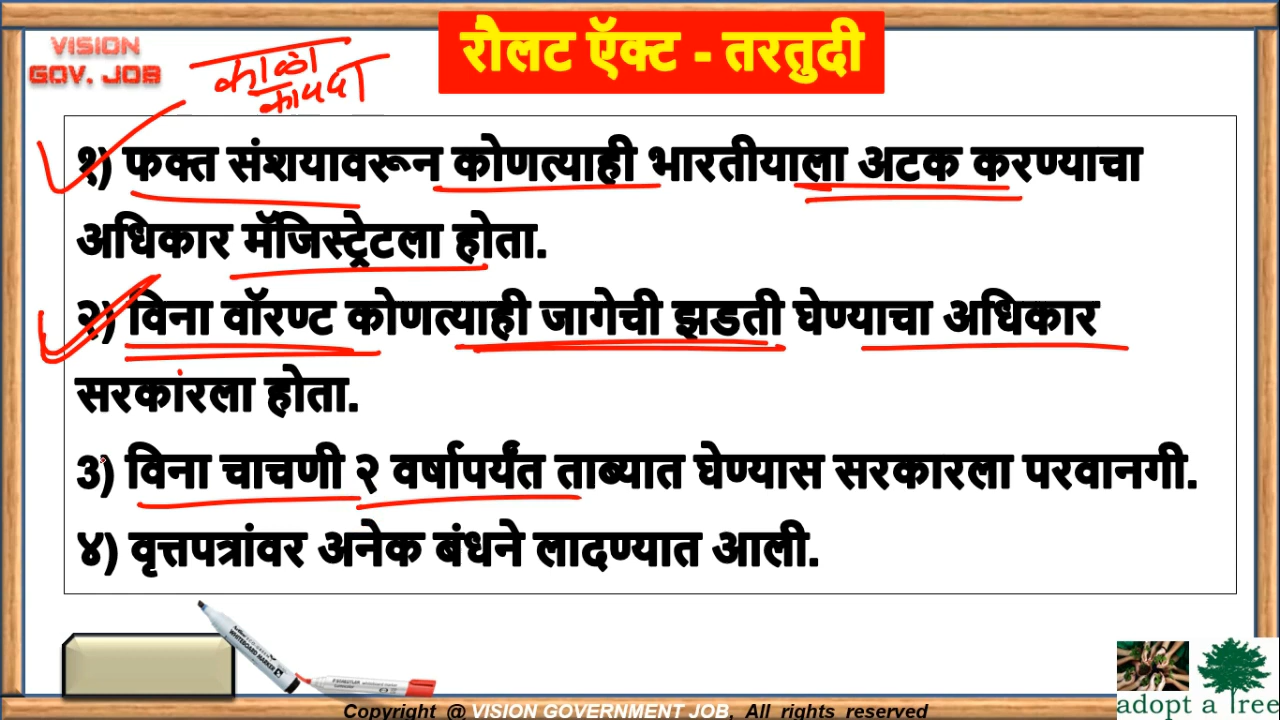 VISION
GOV. JOB
काळा
कायदा
रौलट ऍक्ट - तरतुदी
१) फक्त संशयावरून कोणत्याही भारतीयाला अटक करण्याचा
अधिकार मॅजिस्ट्रेटला होता.
२) विना वॉरण्ट कोणत्याही जागेची झडती घेण्याचा अधिकार
सरकारला होता.
3) विना चाचणी २ वर्षापर्यंत ताब्यात घेण्यास सरकारला परवानगी.
४) वृत्तपत्रांवर अनेक बंधने लादण्यात आली.
WHITEBOARD MARKER
adopt a tree
Copyright @ VISION GOVERNMENT JOB, All rights reserved